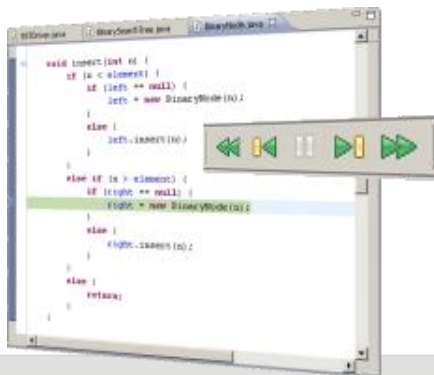 BSTDriver.java BinarySearchTree.java BinaryNode.java
void insert(int n) {
if (n < element) {
if (left == null) {
left = new BinaryNode(n);
}
else {
left.insert(n);
}
}
else if (n > element) {
if (right == null) {
right = new BinaryNode(n);
}
else {
right.insert(n);
}
}
else {
return;
}
}